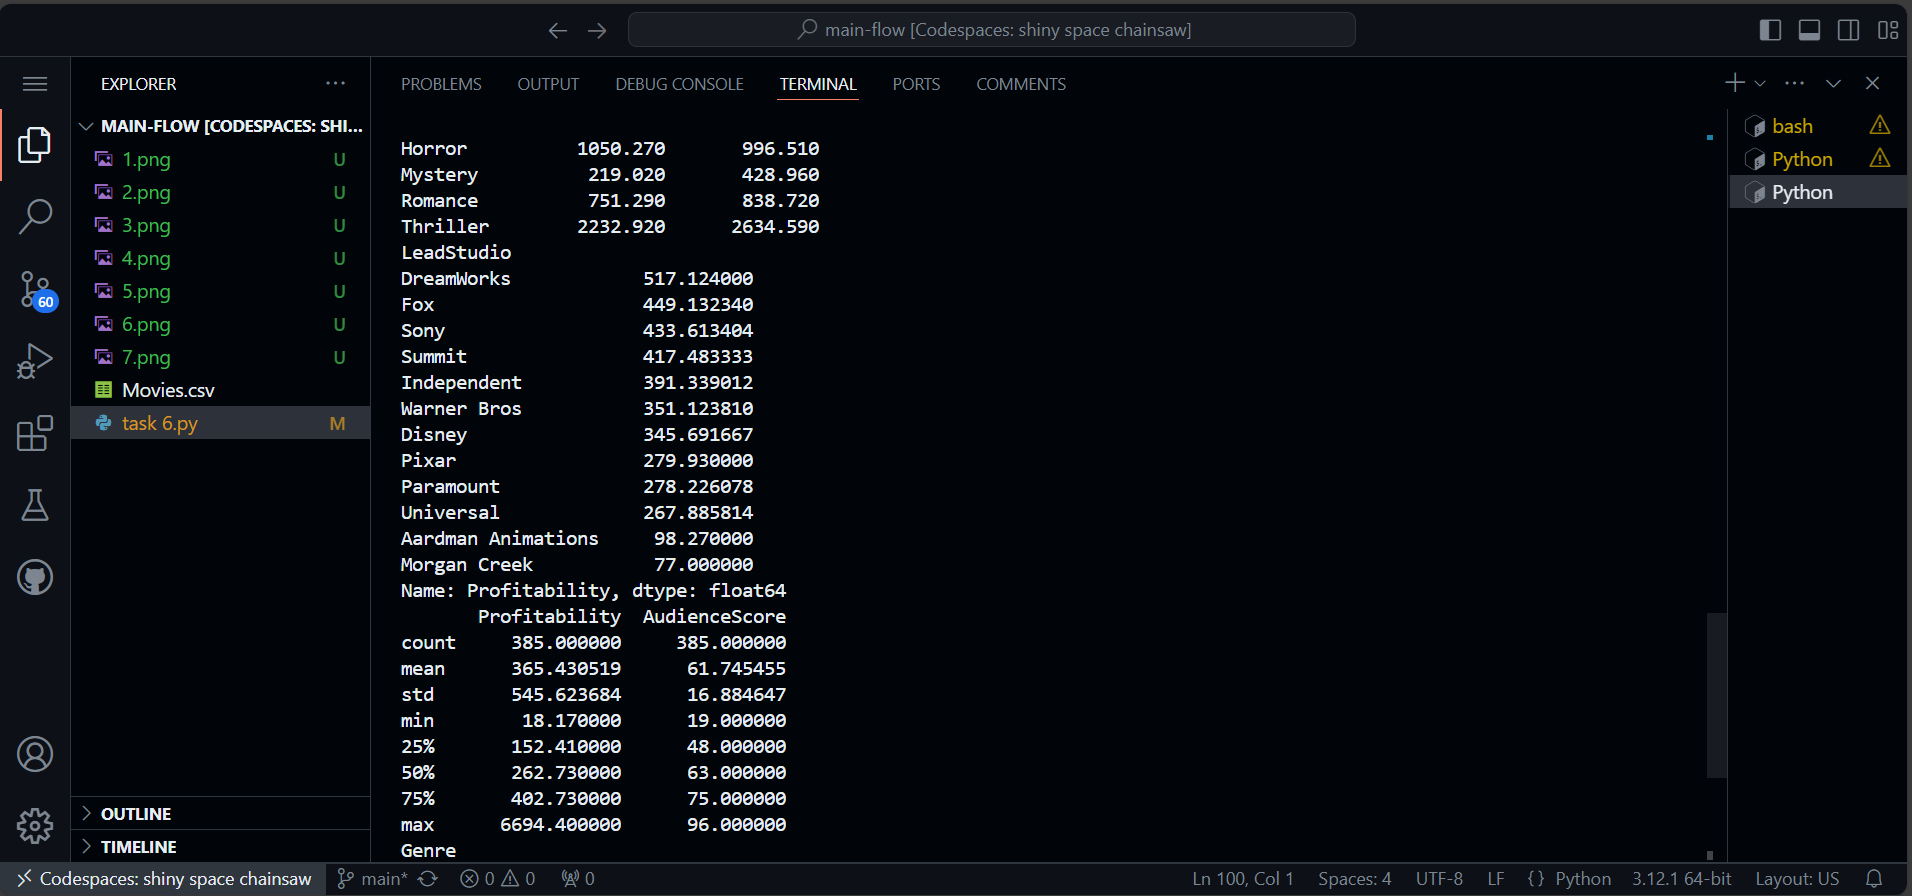 main-flow [Codespaces: shiny space chainsaw]
EXPLORER
MAIN-FLOW [CODESPACES: SHI...
1.png U
2.png U
3.png U
4.png U
5.png U
6.png U
7.png U
Movies.csv
task 6.py M
OUTLINE
TIMELINE
60
PROBLEMS OUTPUT DEBUG CONSOLE TERMINAL PORTS COMMENTS
Horror 1050.270 996.510
Mystery 219.020 428.960
Romance 751.290 838.720
Thriller 2232.920 2634.590
LeadStudio
DreamWorks 517.124000
Fox 449.132340
Sony 433.613404
Summit 417.483333
Independent 391.339012
Warner Bros 351.123810
Disney 345.691667
Pixar 279.930000
Paramount 278.226078
Universal 267.885814
Aardman Animations 98.270000
Morgan Creek 77.000000
Name: Profitability, dtype: float64
Profitability AudienceScore
count 385.000000 385.000000
mean 365.430519 61.745455
std 545.623684 16.884647
min 18.170000 19.000000
25% 152.410000 48.000000
50% 262.730000 63.000000
75% 402.730000 75.000000
max 6694.400000 96.000000
Genre
bash
Python
Python
Codespaces: shiny space chainsaw main* 0 0 0 Ln 100, Col 1 Spaces: 4 UTF-8 LF {} Python 3.12.1 64-bit Layout: US